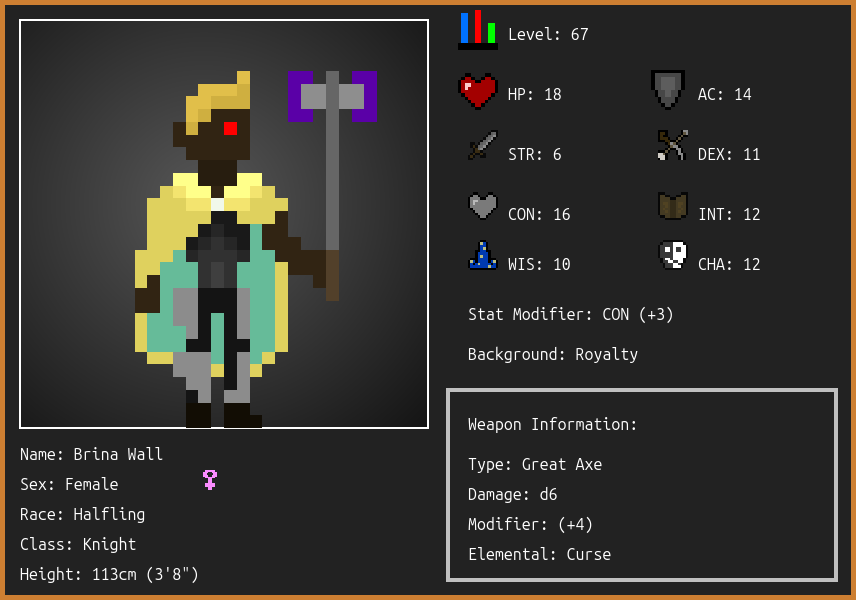 Level: 67
HP: 18
AC: 14
STR: 6
DEX: 11
CON: 16
INT: 12
WIS: 10
CHA: 12
Stat Modifier: CON (+3)
Background: Royalty
Weapon Information:
Type: Great Axe
Damage: d6
Modifier: (+4)
Elemental: Curse
Name: Brina Wall
Sex: Female
Race: Halfling
Class: Knight
Height: 113cm (3'8")